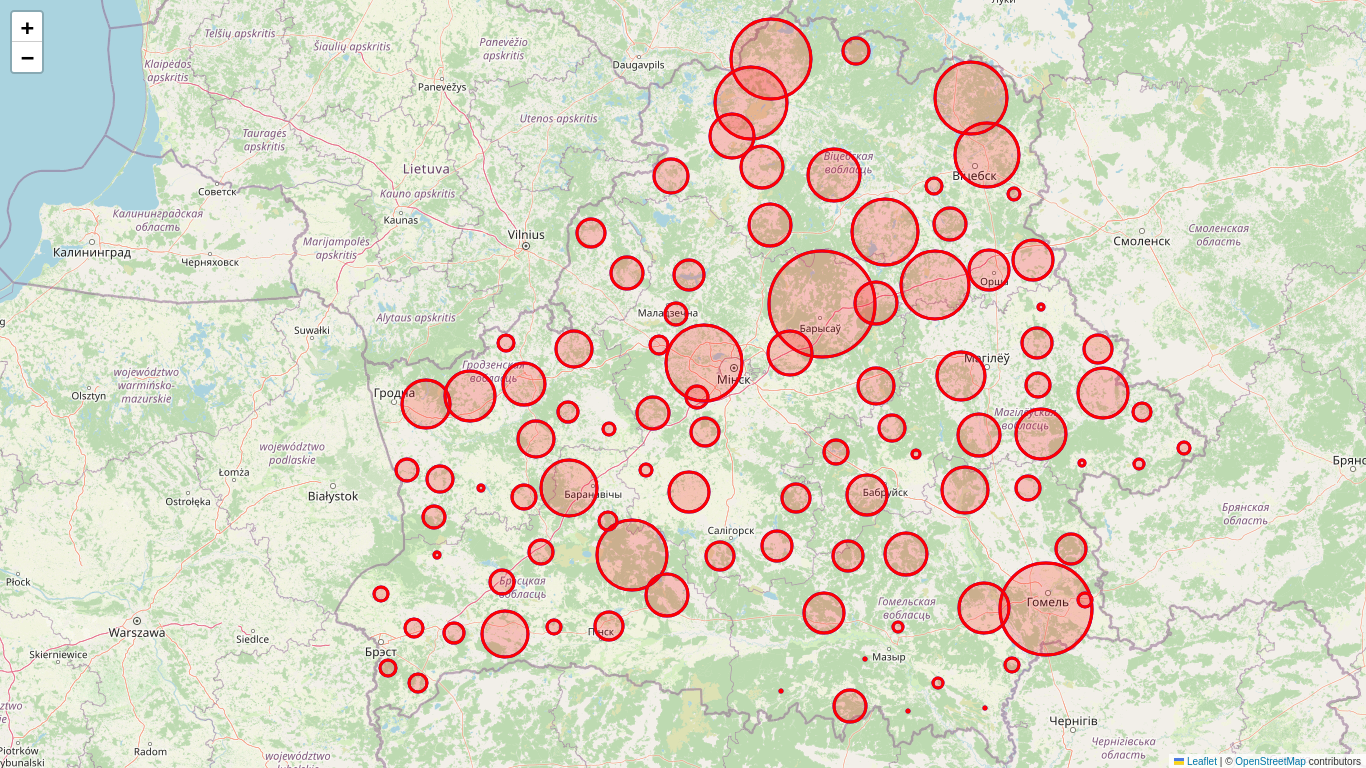 +
−
Луки
Telšių apskritis
Šiaulių apskritis
Panevėžio
apskritis
Klaipėdos
apskritis
Daugavpils
Panevėžys
Utenos apskritis
Tauragės
apskritis
Lietuva
Віцебская
вобласць
Віцебск
Советск
Kauno apskritis
Калининградская
область
Kaunas
Vilnius
Смоленск
Смоленская
область
Marijampolės
apskritis
Калининград
Черняховск
Орша
Маладзечна
Alytaus apskritis
Suwałki
Барысаў
Магілёў
Гродзенская
вобласць
województwo
warmińsko-
mazurskie
Мінск
Olsztyn
Гродна
Магілёўская
вобласць
województwo
podlaskie
Брянс
Łomża
Białystok
Ostrołęka
Баранавічы
Бабруйск
Брянская
область
Салігорск
Płock
Брэсцкая
вобласць
Гомельская
вобласць
Гомель
Warszawa
Siedlce
Пінск
Брэст
Skierniewice
Мазыр
ztwo
Чернігів
Piotrków
ybunalski
Radom
województwo
lubelskie
Чернігівська
область
Leaflet | © OpenStreetMap contributors